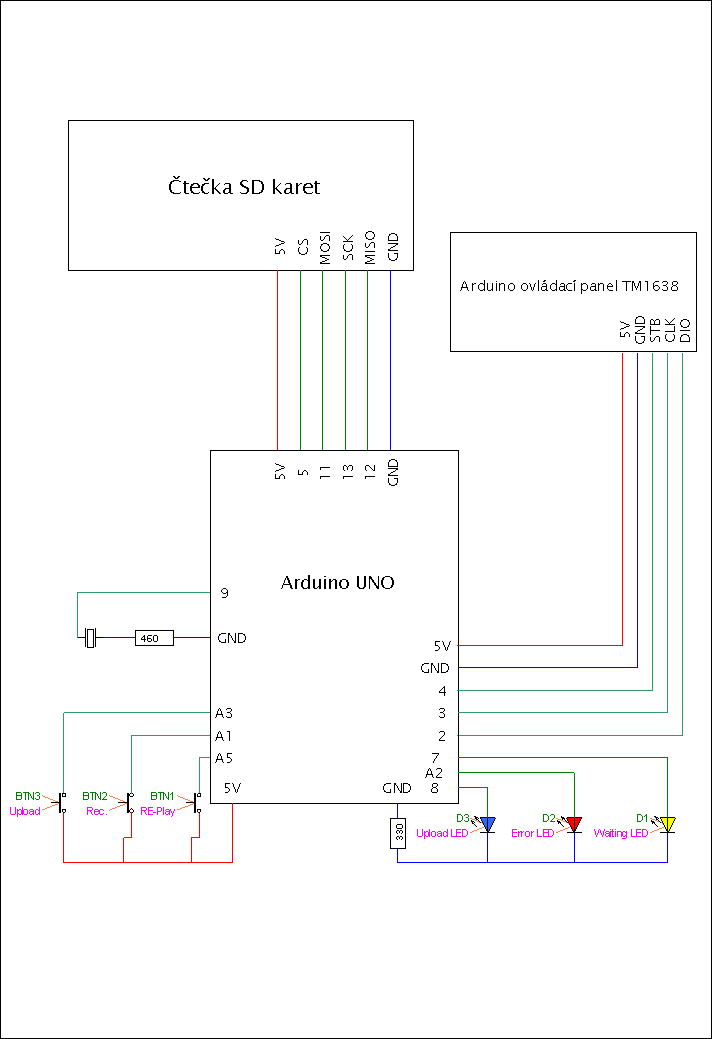 Čtečka SD karet
5V CS MOSI SCK MISO GND
Arduino ovládací panel TM1638
5V GND STB CLK DIO
5V 5 11 13 12 GND
Arduino UNO
9
460
GND
5V
GND
4
A3
3
A1
2
A5
7
A2
5V
GND
8
BTN3
Upload
BTN2
Rec.
BTN1
RE-Play
330
D3
Upload LED
D2
Error LED
D1
Waiting LED